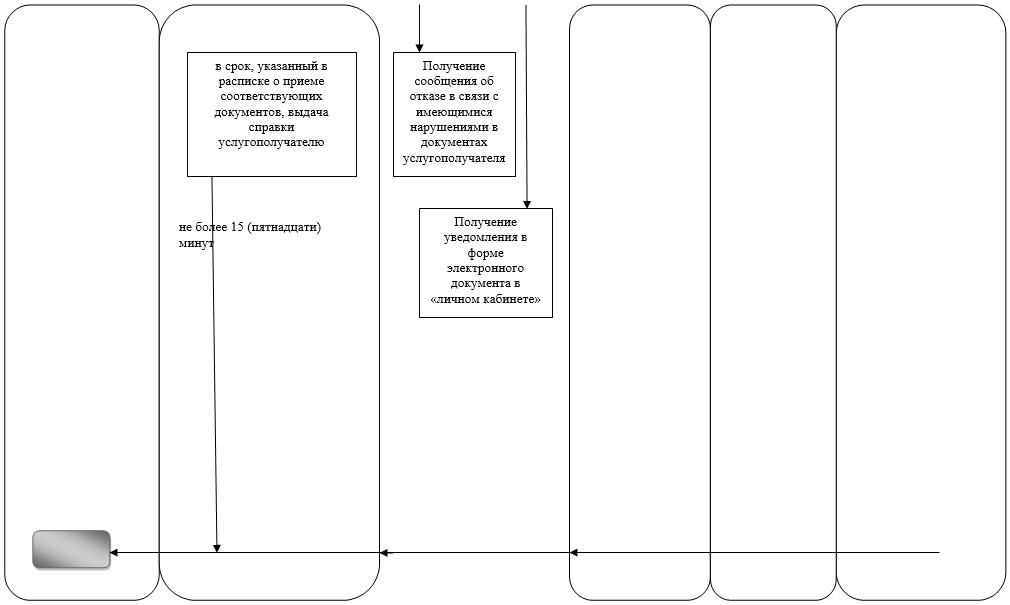 в срок, указанный в
расписке о приеме
соответствующих
документов, выдача
справки
услугополучателю
Получение
сообщения об
отказе в связи с
имеющимися
нарушениями в
документах
услугополучателя
не более 15 (пятнадцати)
минут
Получение
уведомления в
форме
электронного
документа в
«личном кабинете»